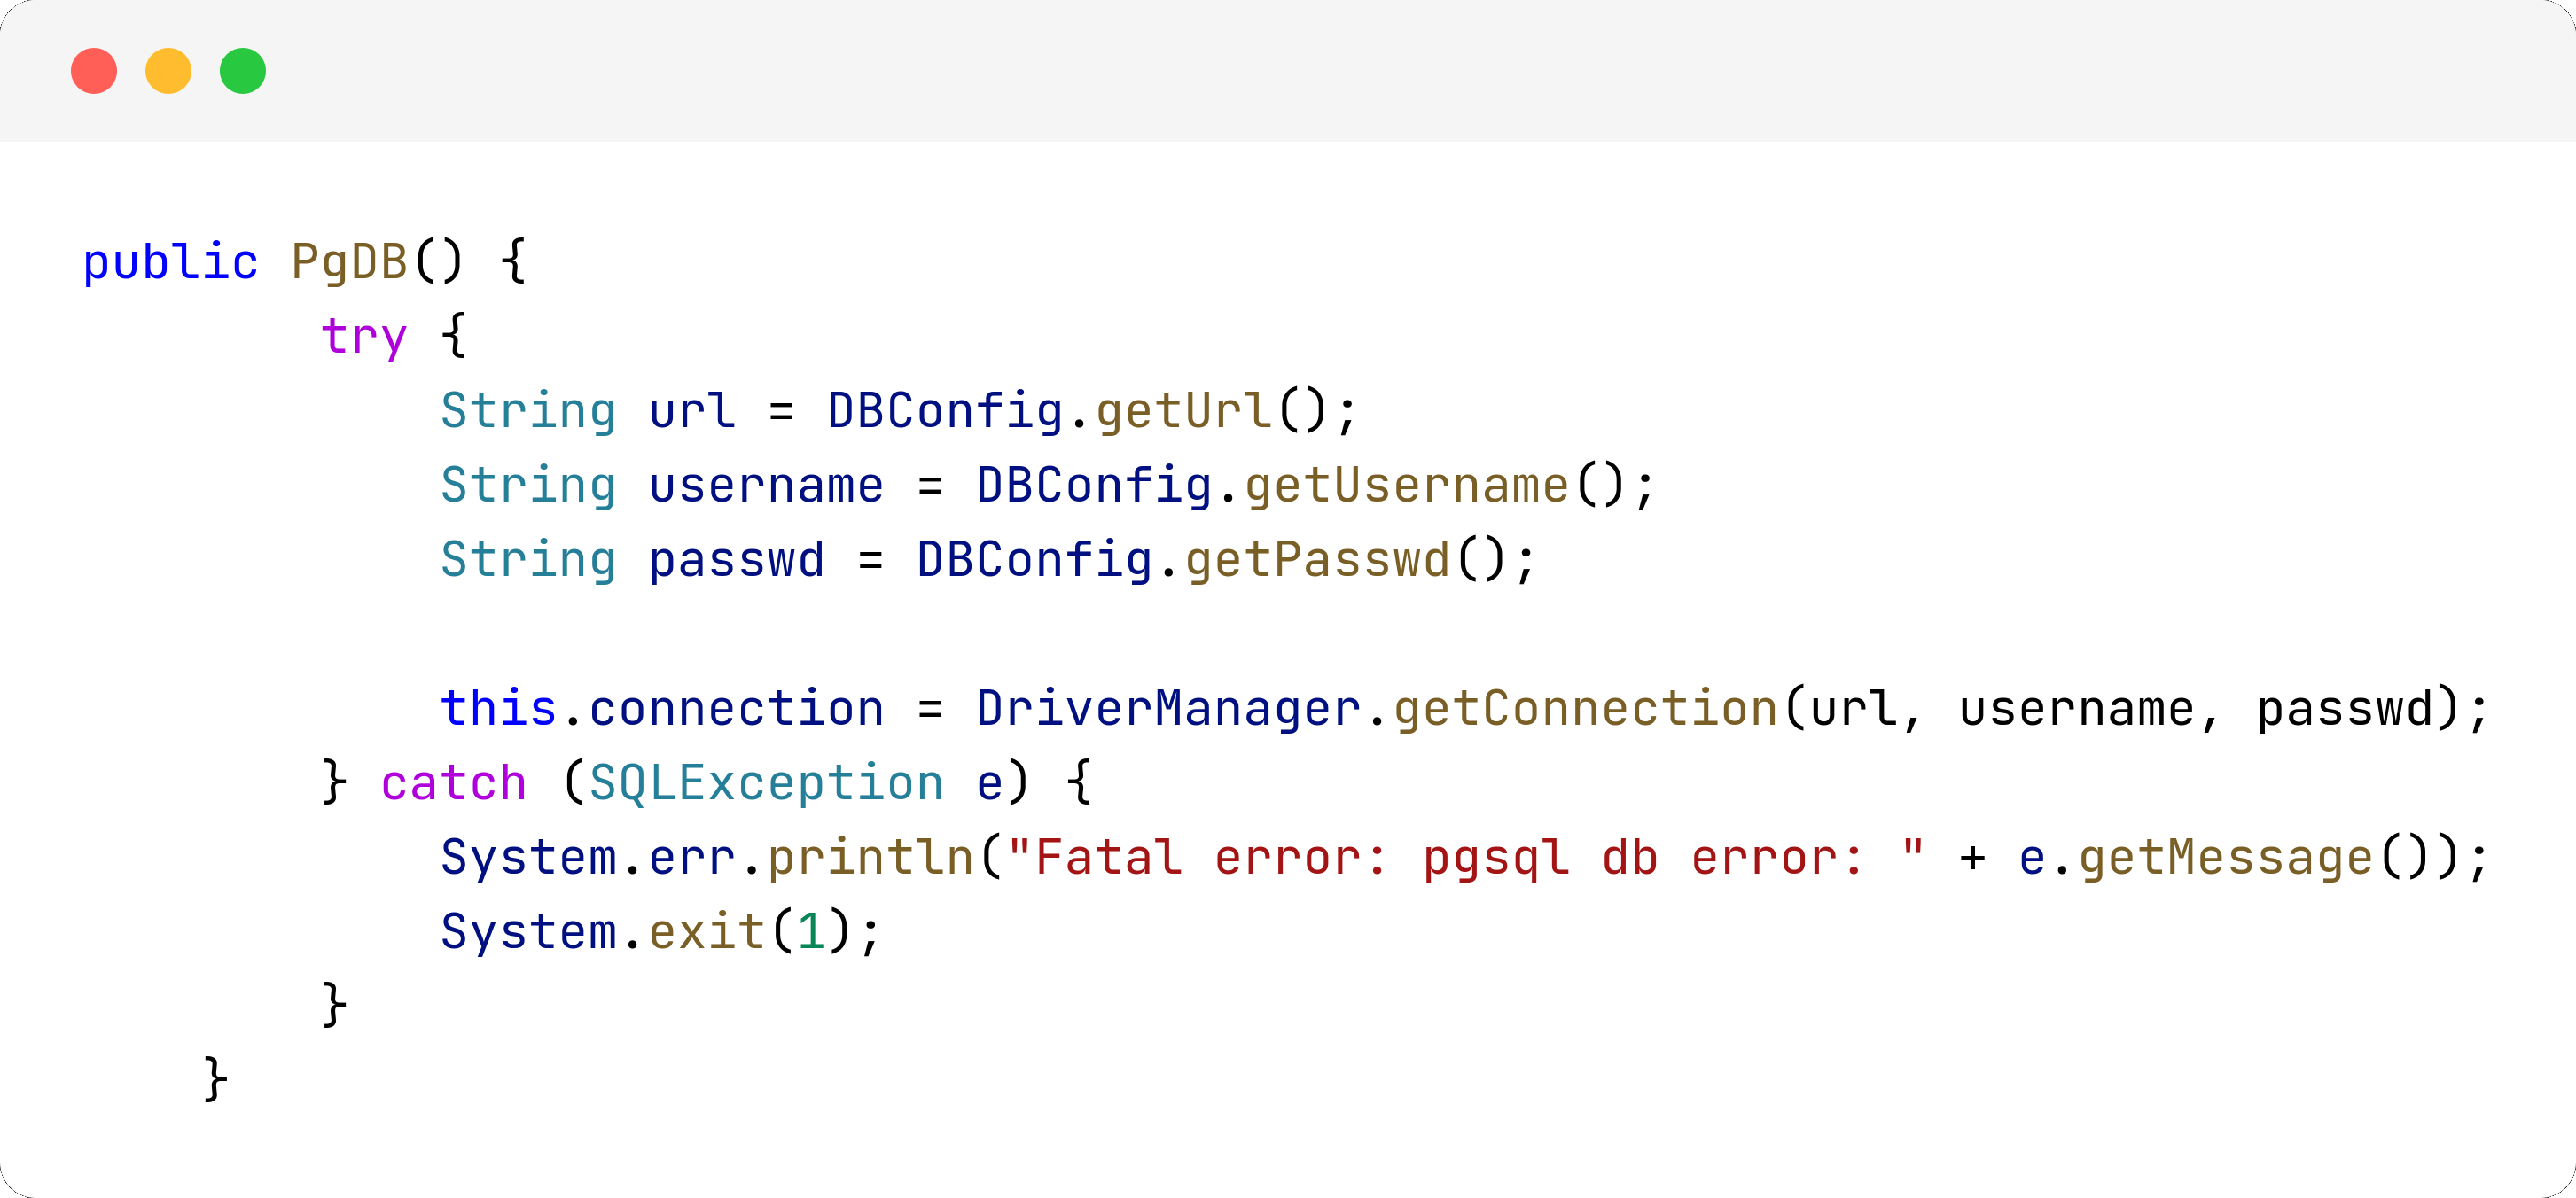 public PgDB() {
        try {
            String url = DBConfig.getUrl();
            String username = DBConfig.getUsername();
            String passwd = DBConfig.getPasswd();

            this.connection = DriverManager.getConnection(url, username, passwd);
        } catch (SQLException e) {
            System.err.println("Fatal error: pgsql db error: " + e.getMessage());
            System.exit(1);
        }
    }